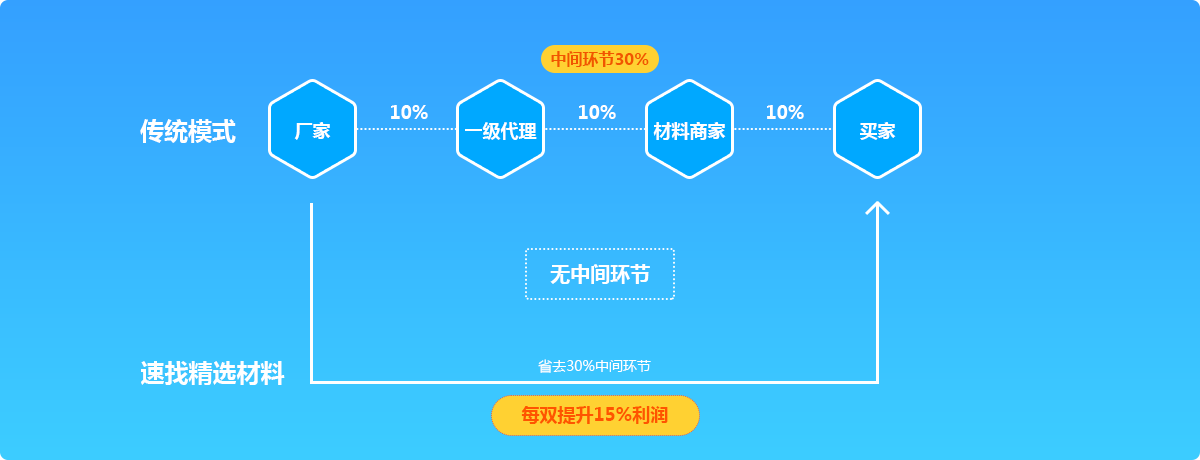 中间环节30%
传统模式
厂家
10%
一级代理
10%
材料商家
10%
买家
无中间环节
速找精选材料
省去30%中间环节
每双提升15%利润